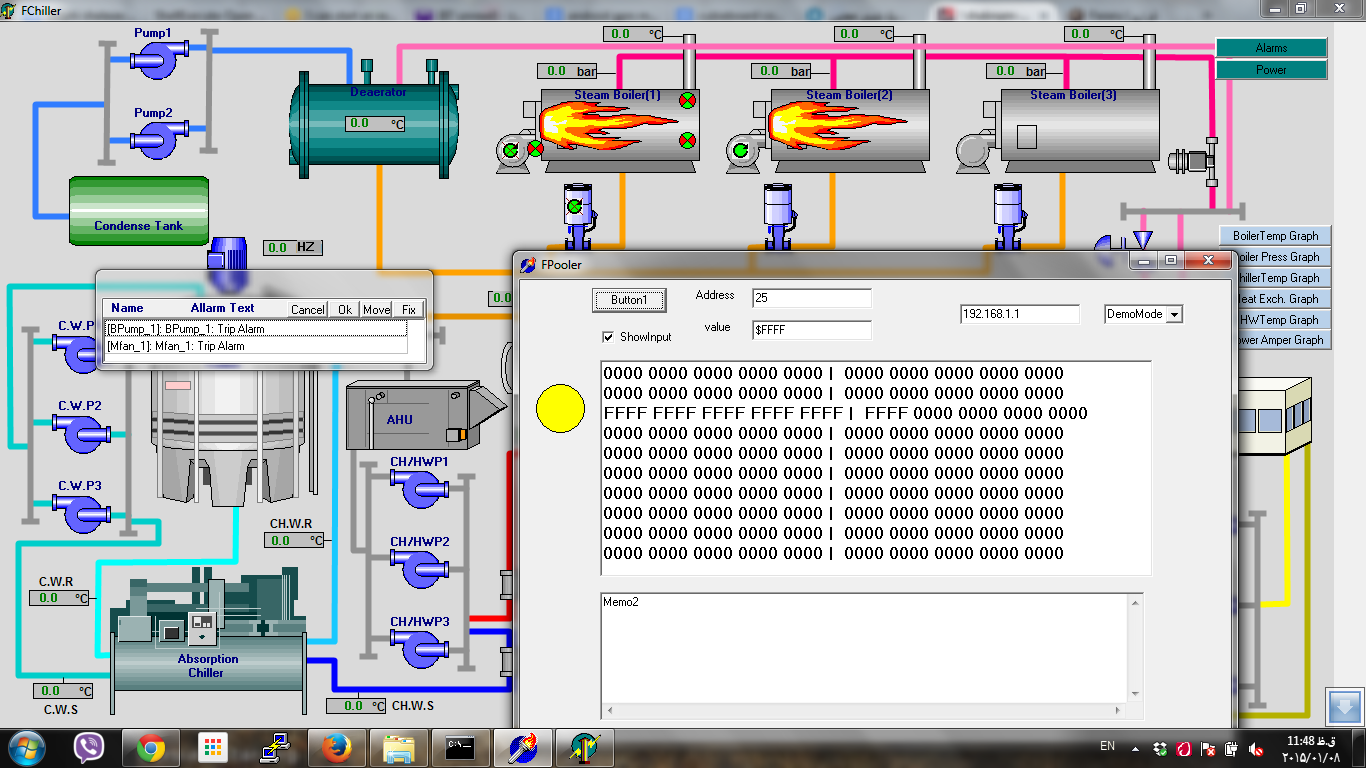 FChiller
Pump1
Pump2
Condense Tank
0.0 HZ
Deaerator
0.0 °C
0.0 °C
0.0 bar
Steam Boiler(1)
0.0 °C
0.0 bar
Steam Boiler(2)
0.0 °C
0.0 bar
Steam Boiler(3)
Alarms
Power
BoilerTemp Graph
oiler Press Graph
hillerTemp Graph
eat Exch. Graph
HWTemp Graph
ower Amper Graph
Name Allarm Text Cancel Ok Move Fix
[BPump_1]: BPump_1: Trip Alarm
[Mfan_1]: Mfan_1: Trip Alarm
0.0
C.W.P
C.W.P2
C.W.P3
AHU
CH/HWP1
CH/HWP2
CH/HWP3
CH.W.R
0.0 °C
C.W.R
0.0 °C
Absorption
Chiller
0.0 °C
C.W.S
0.0 °C CH.W.S
FPooler
Button1
Address 25
ShowInput
value $FFFF
192.168.1.1
DemoMode
0000 0000 0000 0000 0000 | 0000 0000 0000 0000 0000
0000 0000 0000 0000 0000 | 0000 0000 0000 0000 0000
FFFF FFFF FFFF FFFF FFFF | FFFF 0000 0000 0000 0000
0000 0000 0000 0000 0000 | 0000 0000 0000 0000 0000
0000 0000 0000 0000 0000 | 0000 0000 0000 0000 0000
0000 0000 0000 0000 0000 | 0000 0000 0000 0000 0000
0000 0000 0000 0000 0000 | 0000 0000 0000 0000 0000
0000 0000 0000 0000 0000 | 0000 0000 0000 0000 0000
0000 0000 0000 0000 0000 | 0000 0000 0000 0000 0000
0000 0000 0000 0000 0000 | 0000 0000 0000 0000 0000
Memo2
C:\.
EN
11:48 ق.ظ
۲۰۱۵/۰۱/۰۸